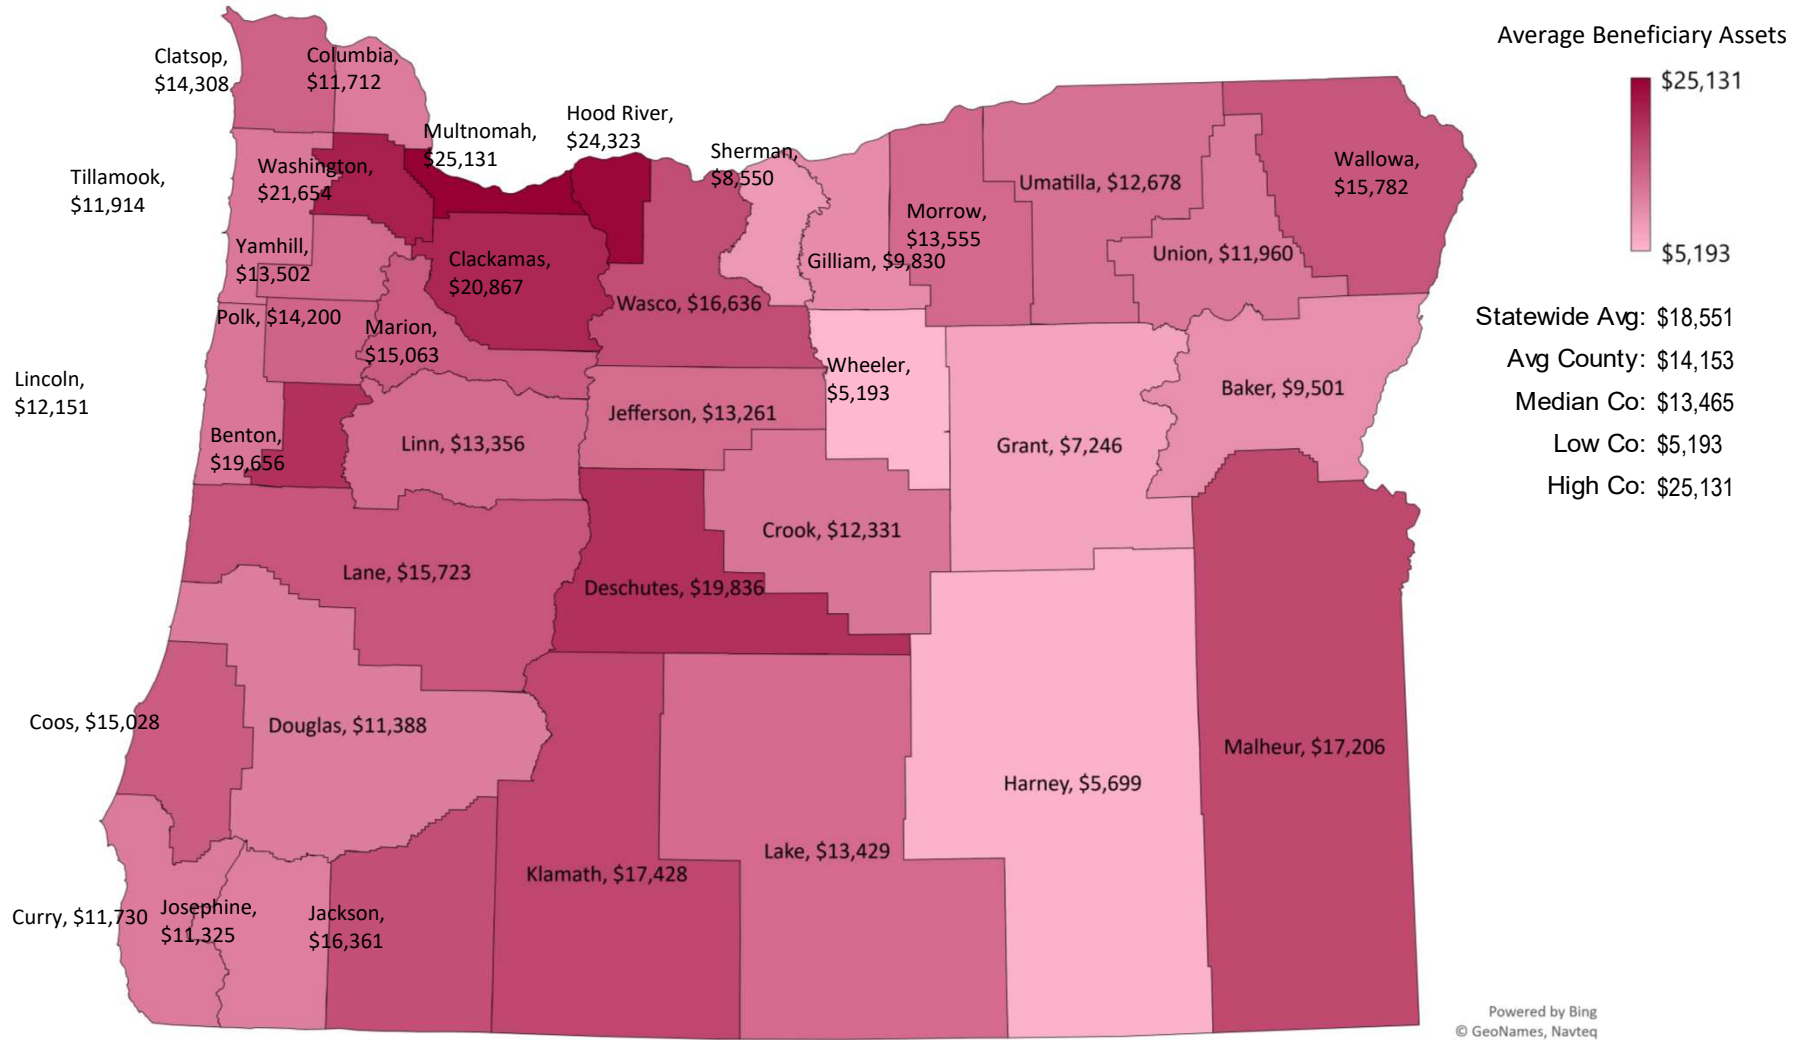 Average Beneficiary Assets
$25,131
$5,193
Statewide Avg: $18,551
Avg County: $14,153
Median Co: $13,465
Low Co: $5,193
High Co: $25,131
Clatsop,
$14,308
Columbia,
$11,712
Multnomah,
$25,131
Hood River,
$24,323
Sherman,
$8,550
Tillamook,
$11,914
Washington,
$21,654
Umatilla, $12,678
Wallowa,
$15,782
Morrow,
$13,555
Yamhill,
$13,502
Clackamas,
$20,867
Gilliam, $9,830
Union, $11,960
Wasco, $16,636
Polk, $14,200
Marion,
$15,063
Wheeler,
$5,193
Lincoln,
$12,151
Jefferson, $13,261
Baker, $9,501
Benton,
$19,656
Linn, $13,356
Grant, $7,246
Crook, $12,331
Lane, $15,723
Deschutes, $19,836
Coos, $15,028
Douglas, $11,388
Malheur, $17,206
Harney, $5,699
Lake, $13,429
Klamath, $17,428
Curry, $11,730
Josephine,
$11,325
Jackson,
$16,361
Powered by Bing
© GeoNames, Navteq